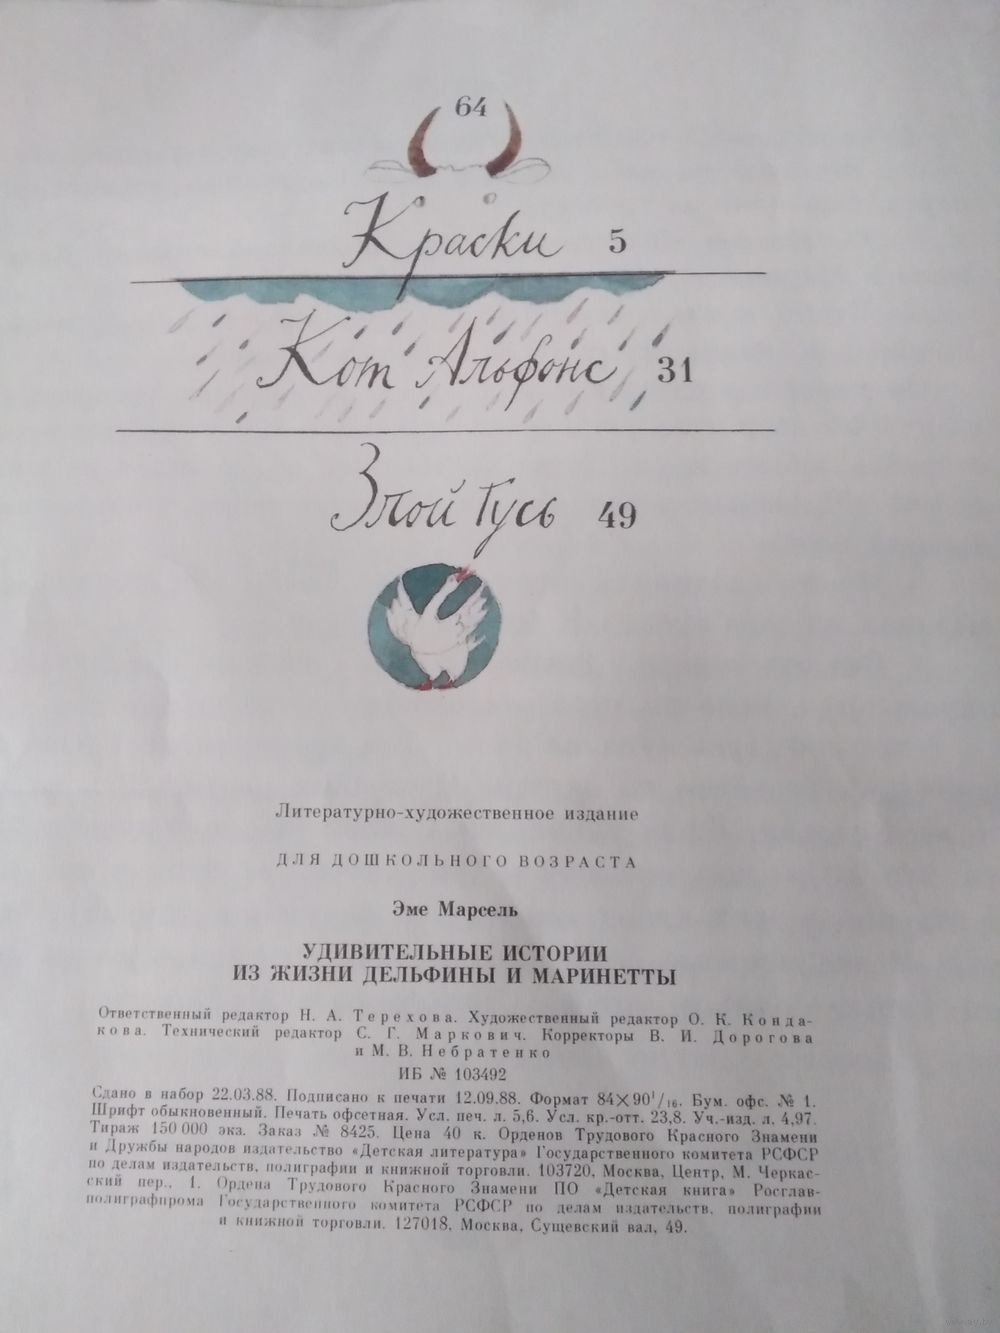 64
Краски 5
Кот Альфонс 31
Злой Гусь 49
Литературно-художественное издание
ДЛЯ ДОШКОЛЬНОГО ВОЗРАСТА
Эме Марсель
УДИВИТЕЛЬНЫЕ ИСТОРИИ
ИЗ ЖИЗНИ ДЕЛЬФИНЫ И МАРИНЕТТЫ
Ответственный редактор Н. А. Терехова. Художественный редактор О. К. Конда-
кова. Технический редактор С. Г. Маркович. Корректоры В. И. Дорогова
и М. В. Небратенко
ИБ № 103492
Сдано в набор 22.03.88. Подписано к печати 12.09.88. Формат 84×90¹/₁₆. Бум. офс. № 1.
Шрифт обыкновенный. Печать офсетная. Усл. печ. л. 5,6. Усл. кр.-отт. 23,8. Уч.-изд. л. 4,97.
Тираж 150 000 экз. Заказ № 8425. Цена 40 к. Орденов Трудового Красного Знамени
и Дружбы народов издательство «Детская литература» Государственного комитета РСФСР
по делам издательств, полиграфии и книжной торговли. 103720, Москва, Центр, М. Черкас-
ский пер., 1. Ордена Трудового Красного Знамени ПО «Детская книга» Росглав-
полиграфпрома Государственного комитета РСФСР по делам издательств, полиграфии
и книжной торговли. 127018, Москва, Сущевский вал, 49.